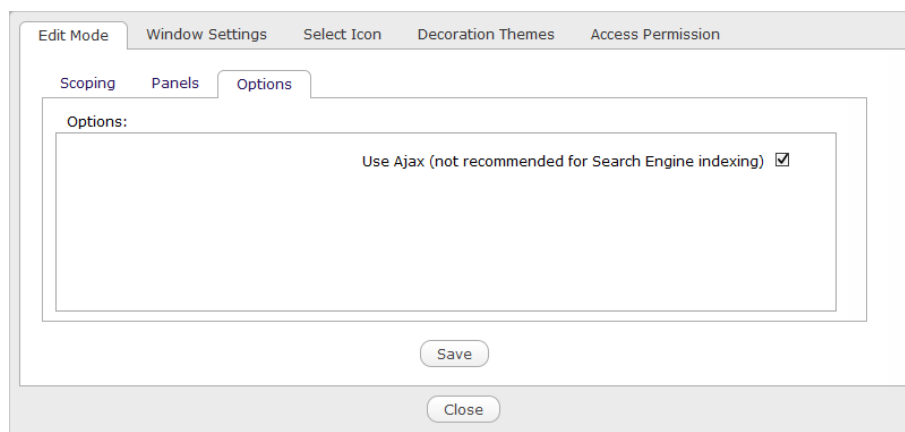 Edit Mode Window Settings Select Icon Decoration Themes Access Permission
Scoping Panels Options
Options:
Use Ajax (not recommended for Search Engine indexing)
Save
Close